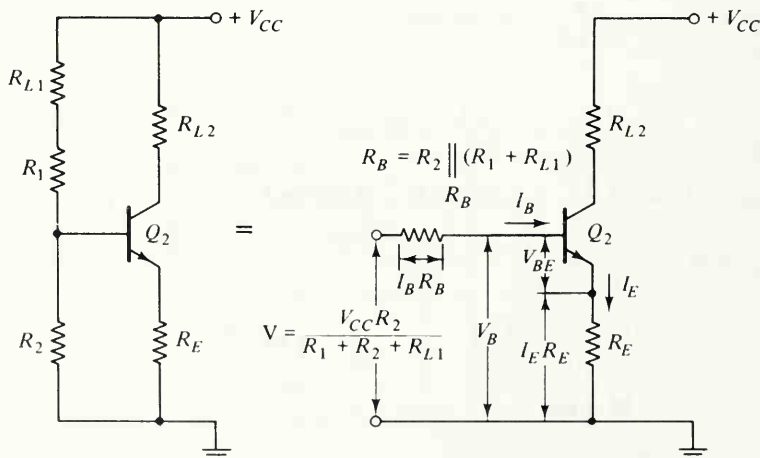 + V_CC
R_L1
R_L2
R_1
Q_2
R_2
R_E
=
+ V_CC
R_L2
R_B = R_2 || (R_1 + R_L1)
R_B
I_B
Q_2
I_B R_B
V_BE
I_E
V = V_CC R_2 / R_1 + R_2 + R_L1
V_B
I_E R_E
R_E